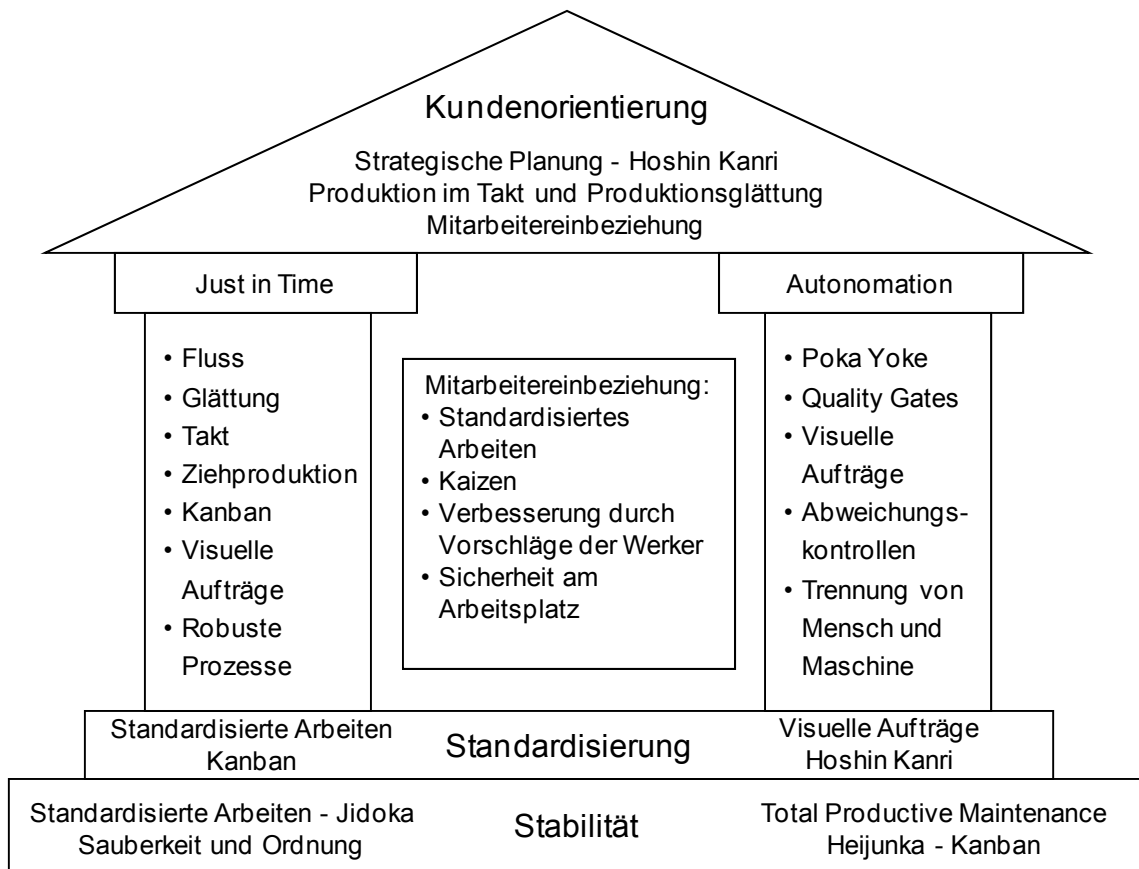 Kundenorientierung
Strategische Planung - Hoshin Kanri
Produktion im Takt und Produktionsglättung
Mitarbeitereinbeziehung
Just in Time
• Fluss
• Glättung
• Takt
• Ziehproduktion
• Kanban
• Visuelle
Aufträge
• Robuste
Prozesse
Mitarbeitereinbeziehung:
• Standardisiertes
Arbeiten
• Kaizen
• Verbesserung durch
Vorschläge der Werker
• Sicherheit am
Arbeitsplatz
Autonomation
• Poka Yoke
• Quality Gates
• Visuelle
Aufträge
• Abweichungs-
kontrollen
• Trennung von
Mensch und
Maschine
Standardisierte Arbeiten
Kanban
Standardisierung
Visuelle Aufträge
Hoshin Kanri
Standardisierte Arbeiten - Jidoka
Sauberkeit und Ordnung
Stabilität
Total Productive Maintenance
Heijunka - Kanban